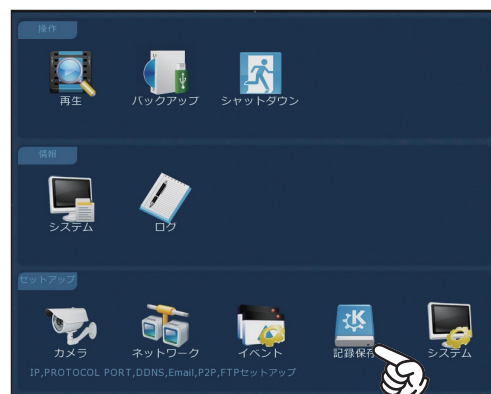 操作
再生 バックアップ シャットダウン
情報
システム ログ
セットアップ
カメラ ネットワーク イベント 記録保存 システム
IP,PROTOCOL PORT,DDNS,Email,P2P,FTPセットアップ